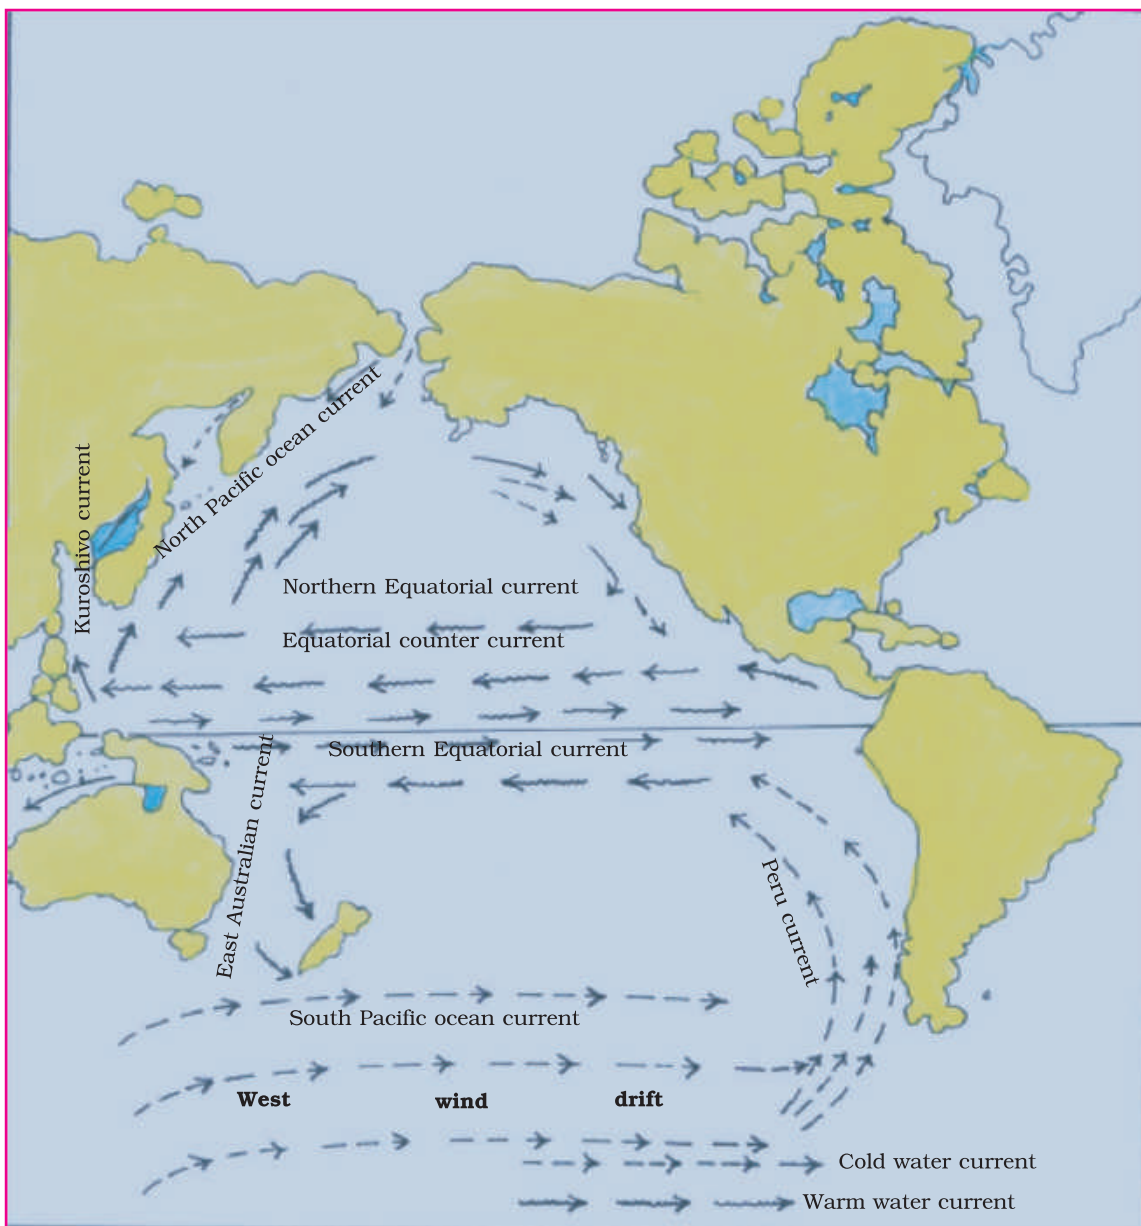 North Pacific ocean current
Kuroshivo current
Northern Equatorial current
Equatorial counter current
Southern Equatorial current
East Australian current
Peru current
South Pacific ocean current
West wind drift
Cold water current
Warm water current